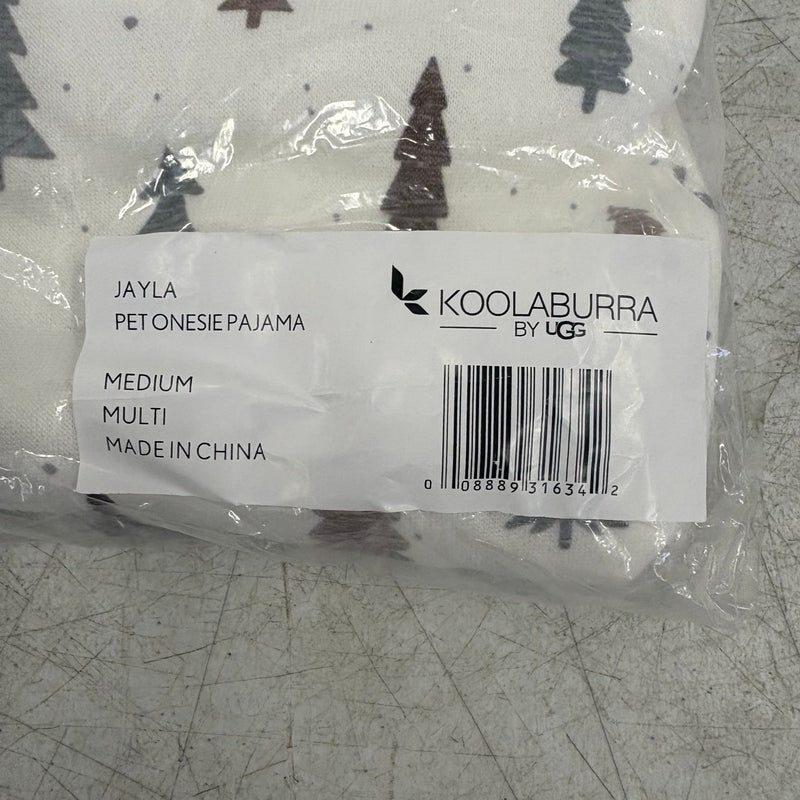 JAYLA
PET ONESIE PAJAMA
MEDIUM
MULTI
MADE IN CHINA
KOOLABURRA
BY UGG
0 08889 31634 2